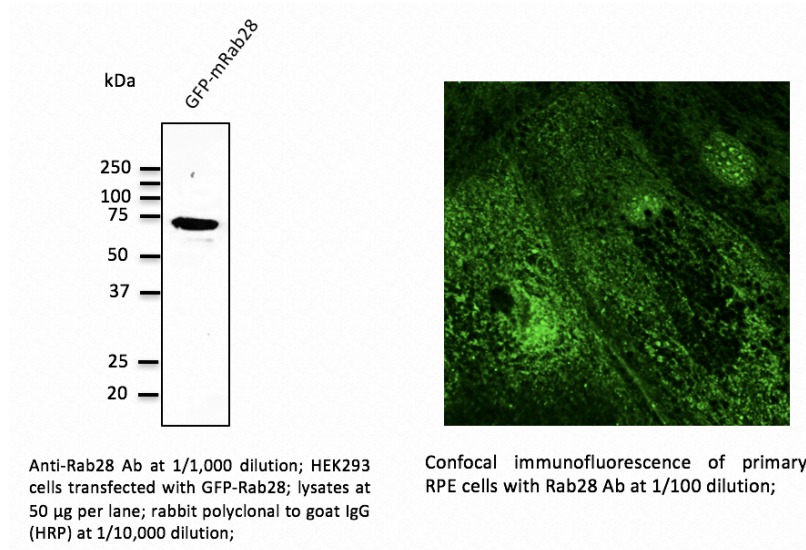 kDa
GFP-mRab28
250
100
75
50
37
25
20
Anti-Rab28 Ab at 1/1,000 dilution; HEK293
cells transfected with GFP-Rab28; lysates at
50 µg per lane; rabbit polyclonal to goat IgG
(HRP) at 1/10,000 dilution;
Confocal immunofluorescence of primary
RPE cells with Rab28 Ab at 1/100 dilution;